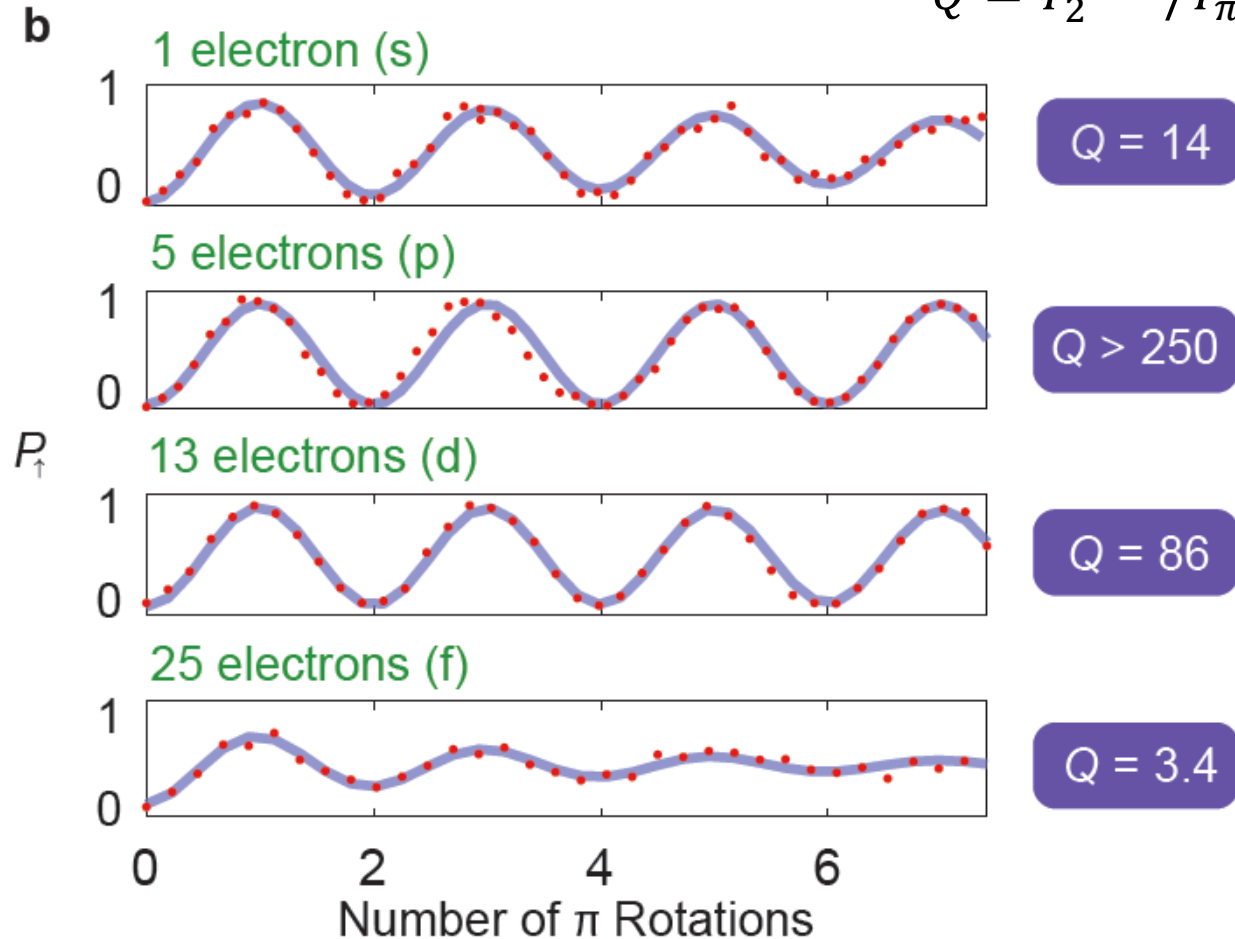 b
1 electron (s)
1
0
Q = 14
5 electrons (p)
1
0
Q > 250
P↑
13 electrons (d)
1
0
Q = 86
25 electrons (f)
1
0
Q = 3.4
0 2 4 6
Number of π Rotations